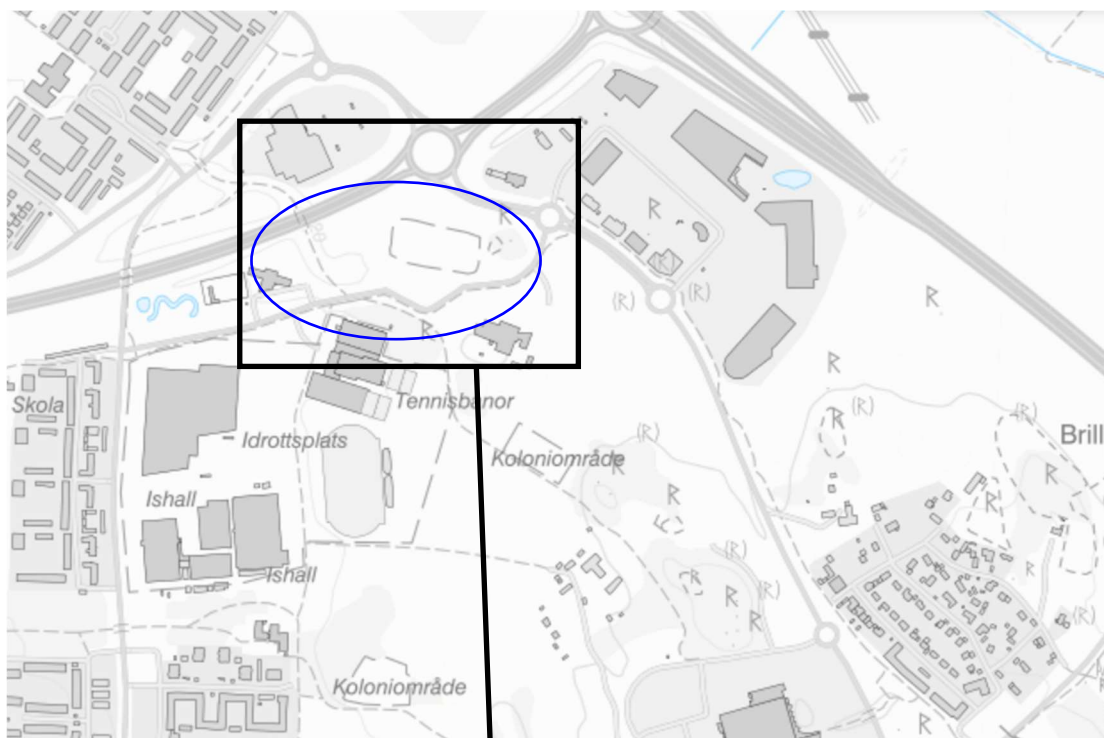 Skola
Tennisbanor
Idrottsplats
Koloniområde
Brill
Ishall
Ishall
Koloniområde